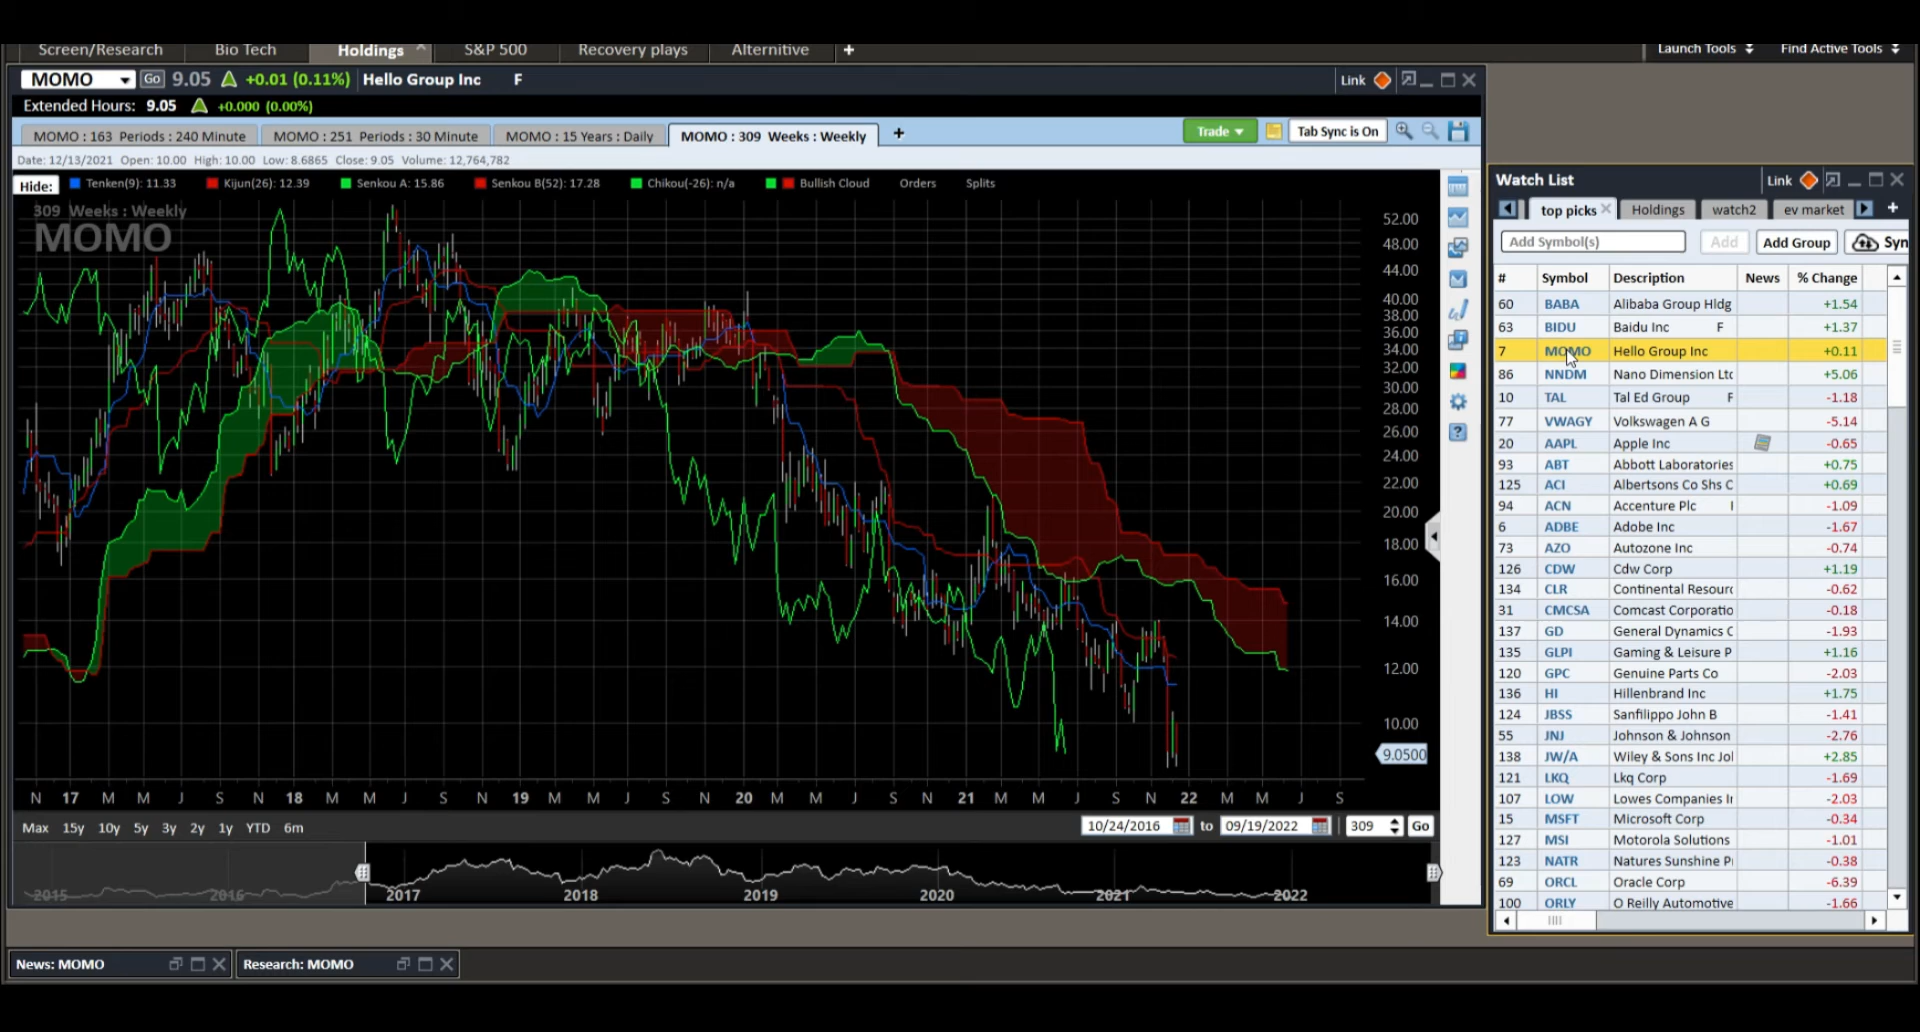 Screen/Research Bio Tech Holdings S&P 500 Recovery plays Alternitive + Launch Tools Find Active Tools
MOMO Go 9.05 +0.01 (0.11%) Hello Group Inc F Link
Extended Hours: 9.05 +0.000 (0.00%)
MOMO : 163 Periods : 240 Minute MOMO : 251 Periods : 30 Minute MOMO : 15 Years : Daily MOMO : 309 Weeks : Weekly + Trade Tab Sync is On
Date: 12/13/2021 Open: 10.00 High: 10.00 Low: 8.6865 Close: 9.05 Volume: 12,764,782
Hide: Tenken(9): 11.33 Kijun(26): 12.39 Senkou A: 15.86 Senkou B(52): 17.28 Chikou(-26): n/a Bullish Cloud Orders Splits
309 Weeks : Weekly
MOMO
52.00
48.00
44.00
40.00
38.00
36.00
34.00
32.00
30.00
28.00
26.00
24.00
22.00
20.00
18.00
16.00
14.00
12.00
10.00
9.0500
N 17 M M J S N 18 M M J S N 19 M M J S N 20 M M J S N 21 M M J S N 22 M M J S
Max 15y 10y 5y 3y 2y 1y YTD 6m 10/24/2016 to 09/19/2022 309 Go
2015 2016 2017 2018 2019 2020 2021 2022
Watch List Link
top picks Holdings watch2 ev market +
Add Symbol(s) Add Add Group Syn
# Symbol Description News % Change
60 BABA Alibaba Group Hldg +1.54
63 BIDU Baidu Inc F +1.37
7 MOMO Hello Group Inc +0.11
86 NNDM Nano Dimension Ltd +5.06
10 TAL Tal Ed Group F -1.18
77 VWAGY Volkswagen A G -5.14
20 AAPL Apple Inc -0.65
93 ABT Abbott Laboratories +0.75
125 ACI Albertsons Co Shs C +0.69
94 ACN Accenture Plc I -1.09
6 ADBE Adobe Inc -1.67
73 AZO Autozone Inc -0.74
126 CDW Cdw Corp +1.19
134 CLR Continental Resourc -0.62
31 CMCSA Comcast Corporatio -0.18
137 GD General Dynamics C -1.93
135 GLPI Gaming & Leisure P +1.16
120 GPC Genuine Parts Co -2.03
136 HI Hillenbrand Inc +1.75
124 JBSS Sanfilippo John B -1.41
55 JNJ Johnson & Johnson -2.76
138 JW/A Wiley & Sons Inc Jol +2.85
121 LKQ Lkq Corp -1.69
107 LOW Lowes Companies In -2.03
15 MSFT Microsoft Corp -0.34
127 MSI Motorola Solutions -1.01
123 NATR Natures Sunshine P -0.38
69 ORCL Oracle Corp -6.39
100 ORLY O Reilly Automotive -1.66
News: MOMO Research: MOMO